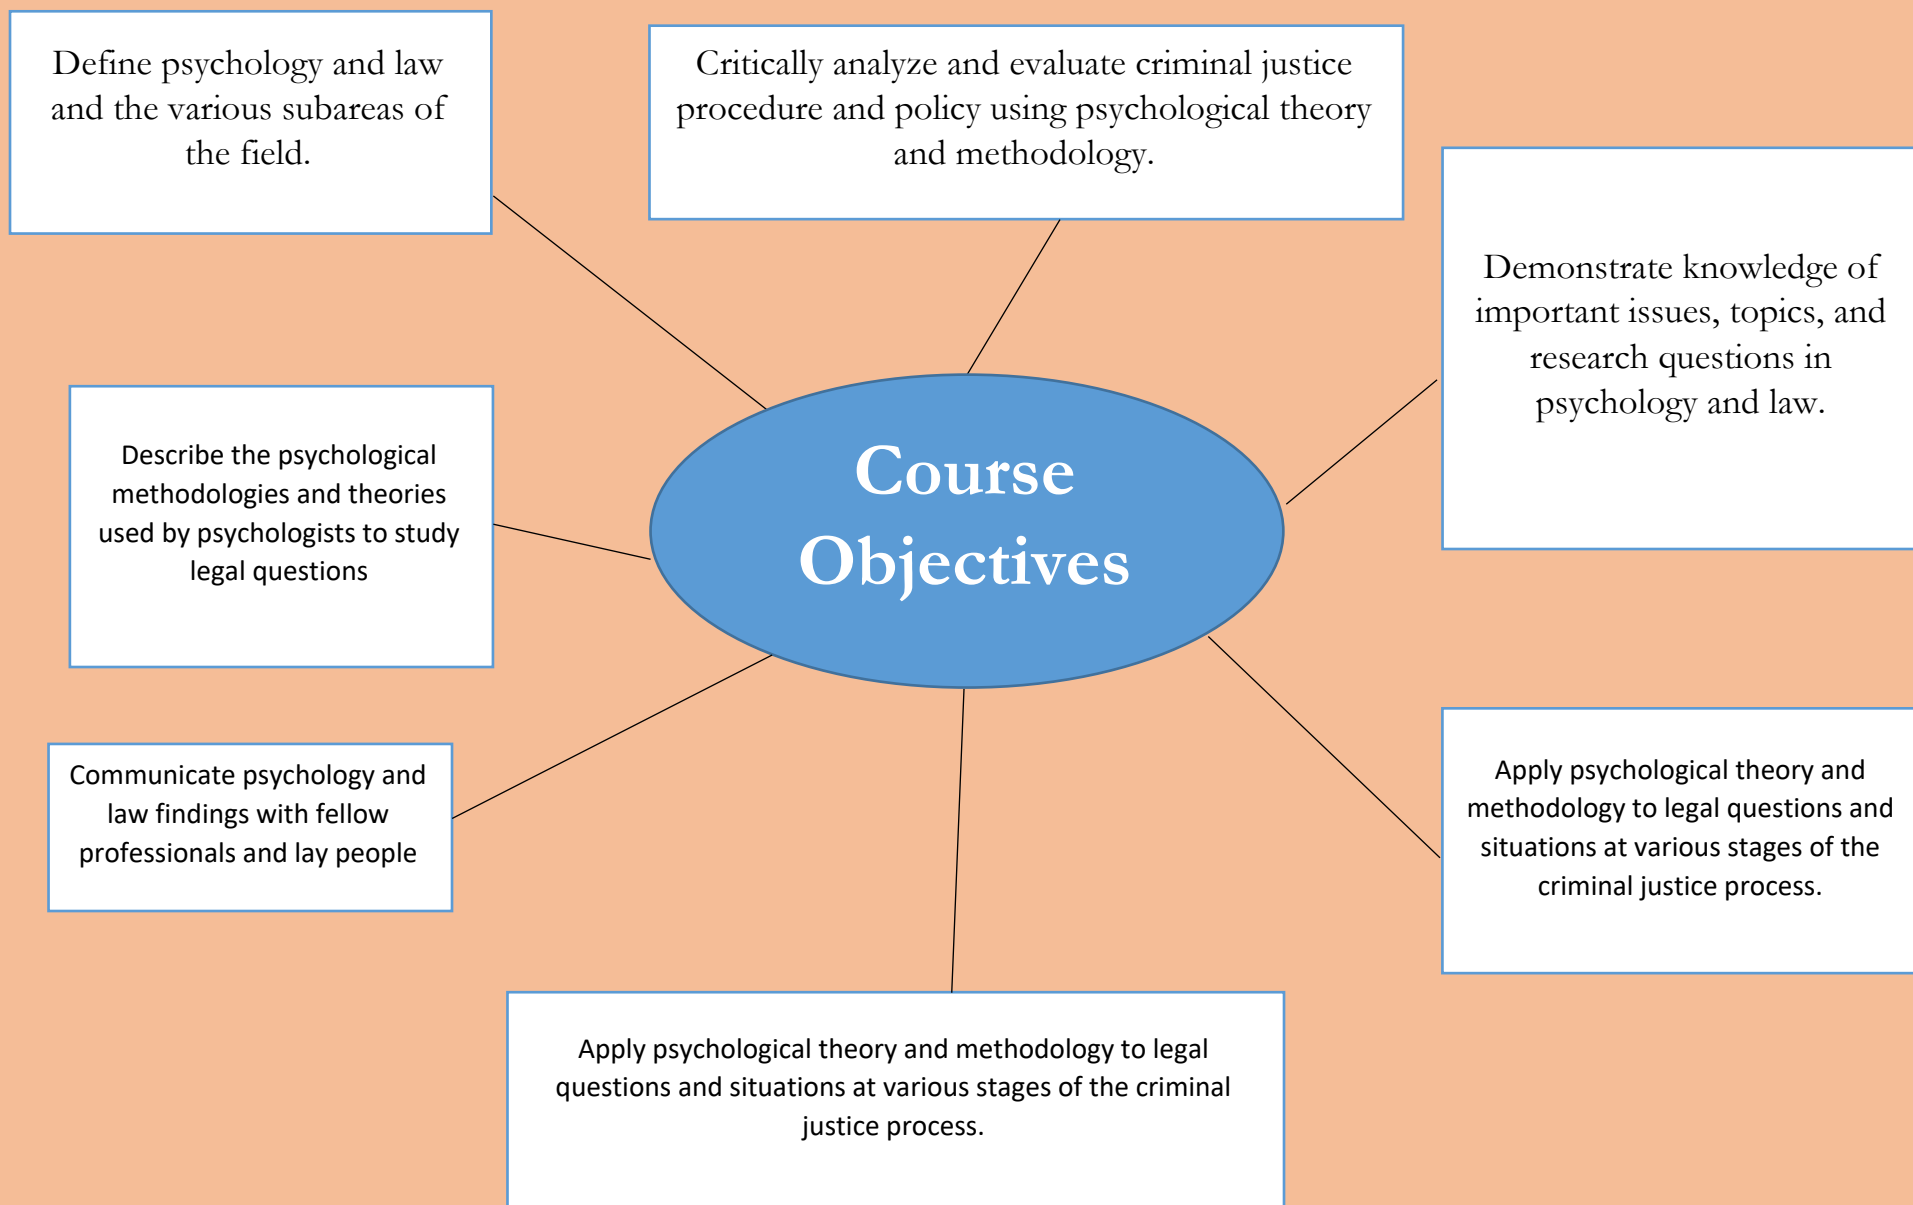 Define psychology and law
and the various subareas of
the field.
Critically analyze and evaluate criminal justice
procedure and policy using psychological theory
and methodology.
Demonstrate knowledge of
important issues, topics, and
research questions in
psychology and law.
Describe the psychological
methodologies and theories
used by psychologists to study
legal questions
Course
Objectives
Communicate psychology and
law findings with fellow
professionals and lay people
Apply psychological theory and
methodology to legal questions and
situations at various stages of the
criminal justice process.
Apply psychological theory and methodology to legal
questions and situations at various stages of the criminal
justice process.